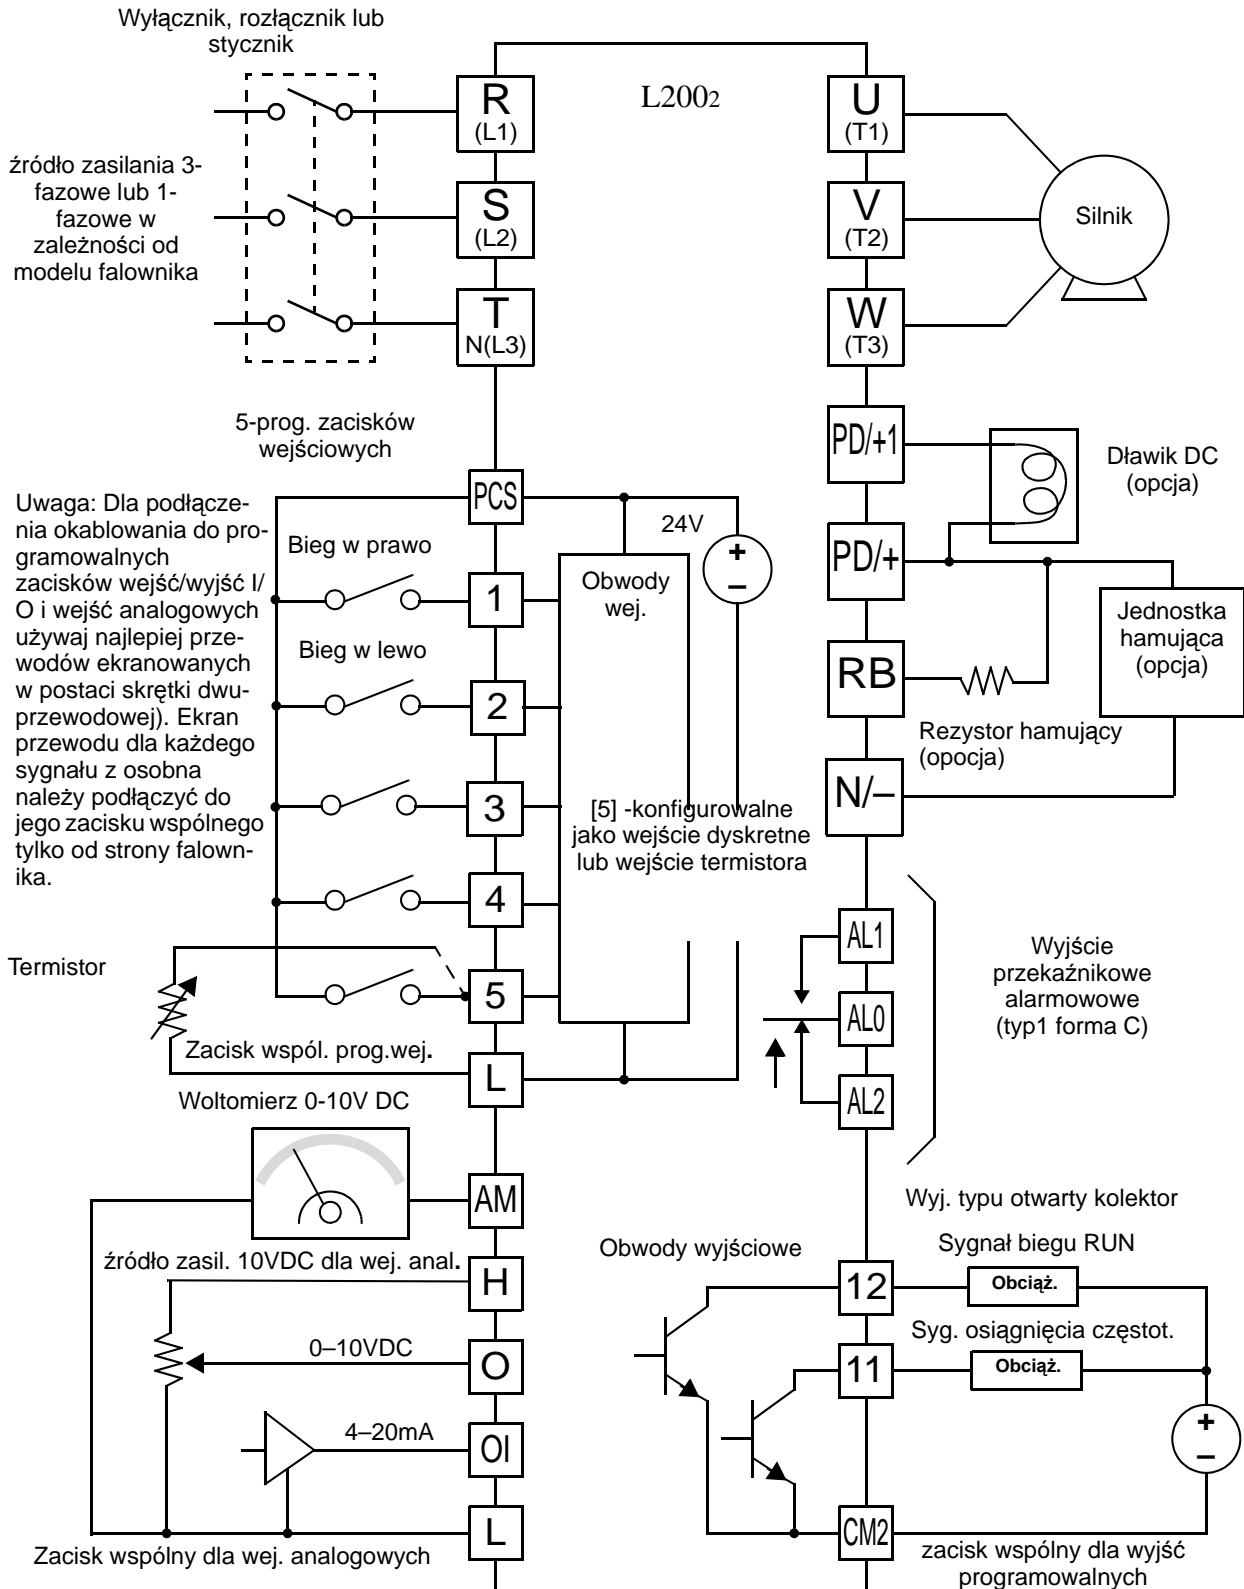 Wyłącznik, rozłącznik lub
stycznik
L2002
R
(L1)
U
(T1)
źródło zasilania 3-
fazowe lub 1-
fazowe w
zależności od
modelu falownika
S
(L2)
V
(T2)
Silnik
T
N(L3)
W
(T3)
5-prog. zacisków
wejściowych
PD/+1
Dławik DC
(opcja)
PCS
24V
+
–
PD/+
Uwaga: Dla podłącze-
nia okablowania do pro-
gramowalnych
zacisków wejść/wyjść I/
O i wejść analogowych
używaj najlepiej prze-
wodów ekranowanych
w postaci skrętki dwu-
przewodowej). Ekran
przewodu dla każdego
sygnału z osobna
należy podłączyć do
jego zacisku wspólnego
tylko od strony falown-
ika.
Bieg w prawo
1
Obwody
wej.
Jednostka
hamująca
(opcja)
Bieg w lewo
2
RB
Rezystor hamujący
(opocja)
3
N/–
[5] -konfigurowalne
jako wejście dyskretne
lub wejście termistora
4
AL1
Wyjście
przekaźnikowe
alarmowowe
(typ1 forma C)
Termistor
5
AL0
Zacisk wspól. prog.wej.
L
AL2
Woltomierz 0-10V DC
AM
Wyj. typu otwarty kolektor
Obwody wyjściowe
Sygnał biegu RUN
źródło zasil. 10VDC dla wej. anal.
H
12
Obciąż.
Syg. osiągnięcia częstot.
0–10VDC
O
11
Obciąż.
4–20mA
OI
+
–
L
CM2
Zacisk wspólny dla wej. analogowych
zacisk wspólny dla wyjść
programowalnych